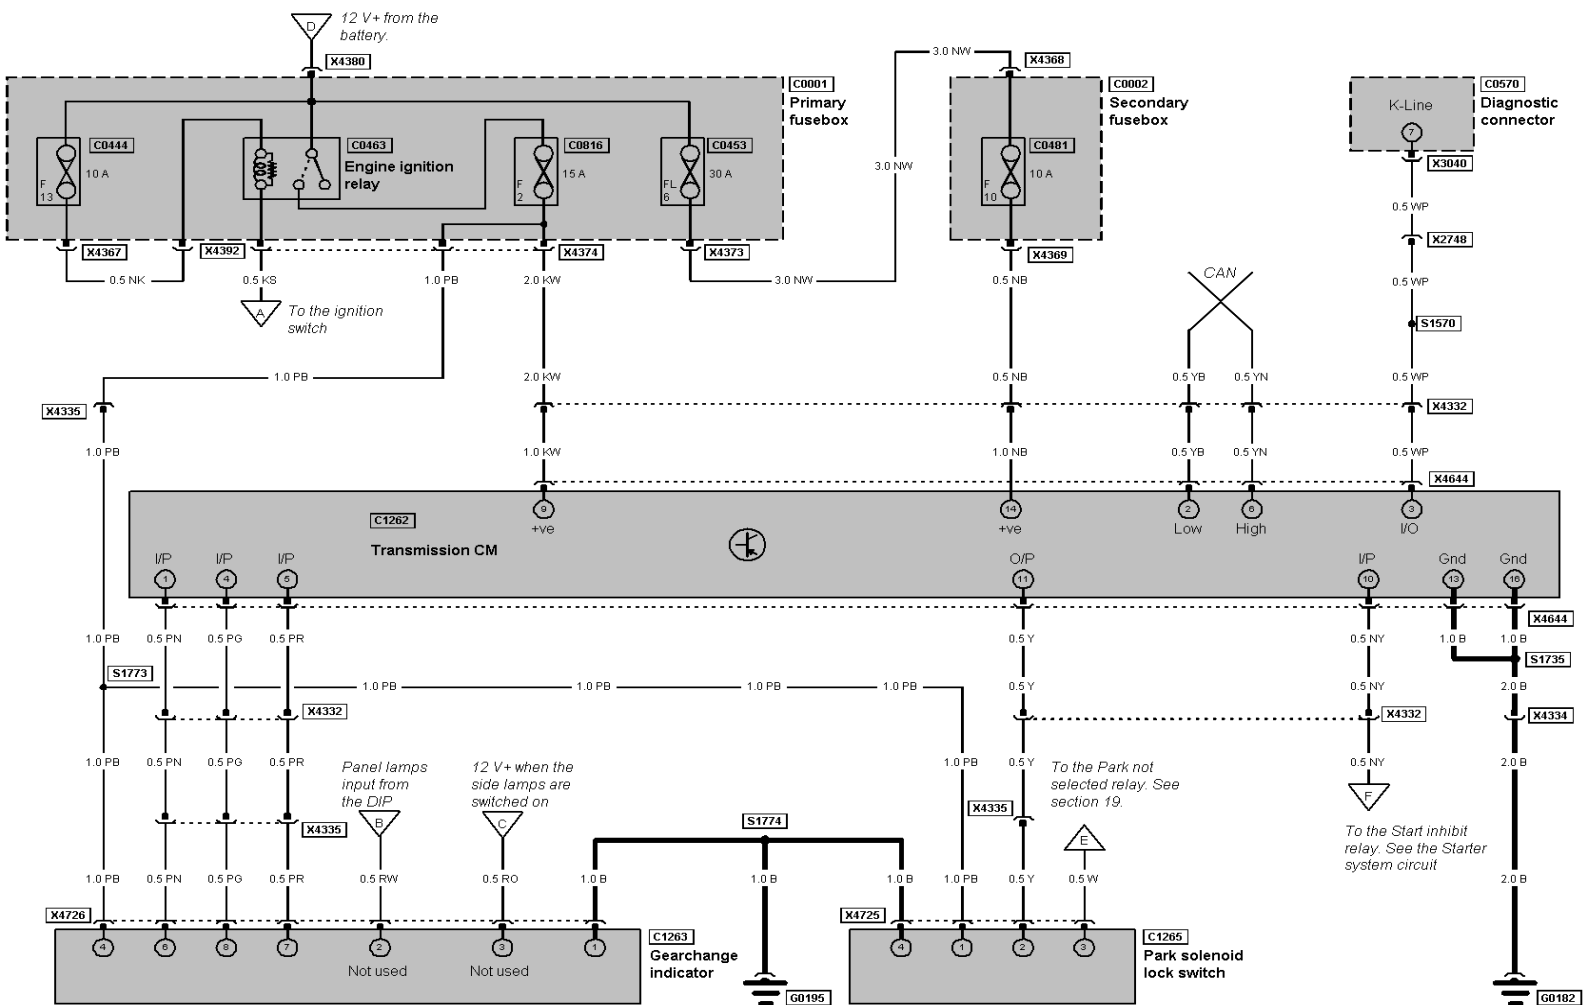 D
12 V+ from the
battery.
X4380
3.0 NW
X4368
C0001
Primary
fusebox
C0002
Secondary
fusebox
C0570
Diagnostic
connector
K-Line
7
C0444
10 A
F
13
C0463
Engine ignition
relay
C0816
15 A
F
2
C0453
30 A
FL
6
3.0 NW
C0481
10 A
F
10
X3040
0.5 WP
X4367
X4392
X4374
X4373
X4369
X2748
0.5 NK
0.5 KS
1.0 PB
2.0 KW
3.0 NW
0.5 NB
CAN
0.5 WP
A
To the ignition
switch
S1570
1.0 PB
2.0 KW
0.5 NB
0.5 YB
0.5 YN
0.5 WP
X4335
X4332
1.0 PB
1.0 KW
1.0 NB
0.5 YB
0.5 YN
0.5 WP
X4644
9
14
2
6
3
C1262
+ve
+ve
Low
High
I/O
Transmission CM
I/P
I/P
I/P
O/P
I/P
Gnd
Gnd
1
4
5
11
10
13
16
X4644
1.0 PB
0.5 PN
0.5 PG
0.5 PR
0.5 Y
0.5 NY
1.0 B
1.0 B
S1773
S1735
1.0 PB
1.0 PB
1.0 PB
1.0 PB
0.5 Y
0.5 NY
2.0 B
X4332
X4332
X4334
1.0 PB
0.5 PN
0.5 PG
0.5 PR
Panel lamps
input from
the DIP
B
12 V+ when the
side lamps are
switched on
C
1.0 PB
0.5 Y
To the Park not
selected relay. See
section 19.
E
0.5 NY
2.0 B
F
X4335
S1774
X4335
To the Start inhibit
relay. See the Starter
system circuit
1.0 PB
0.5 PN
0.5 PG
0.5 PR
0.5 RW
0.5 RO
1.0 B
1.0 B
1.0 B
1.0 PB
0.5 Y
0.5 W
2.0 B
X4726
X4725
4
6
8
7
2
3
1
C1263
Gearchange
indicator
Not used
Not used
4
1
2
3
C1265
Park solenoid
lock switch
G0195
G0182